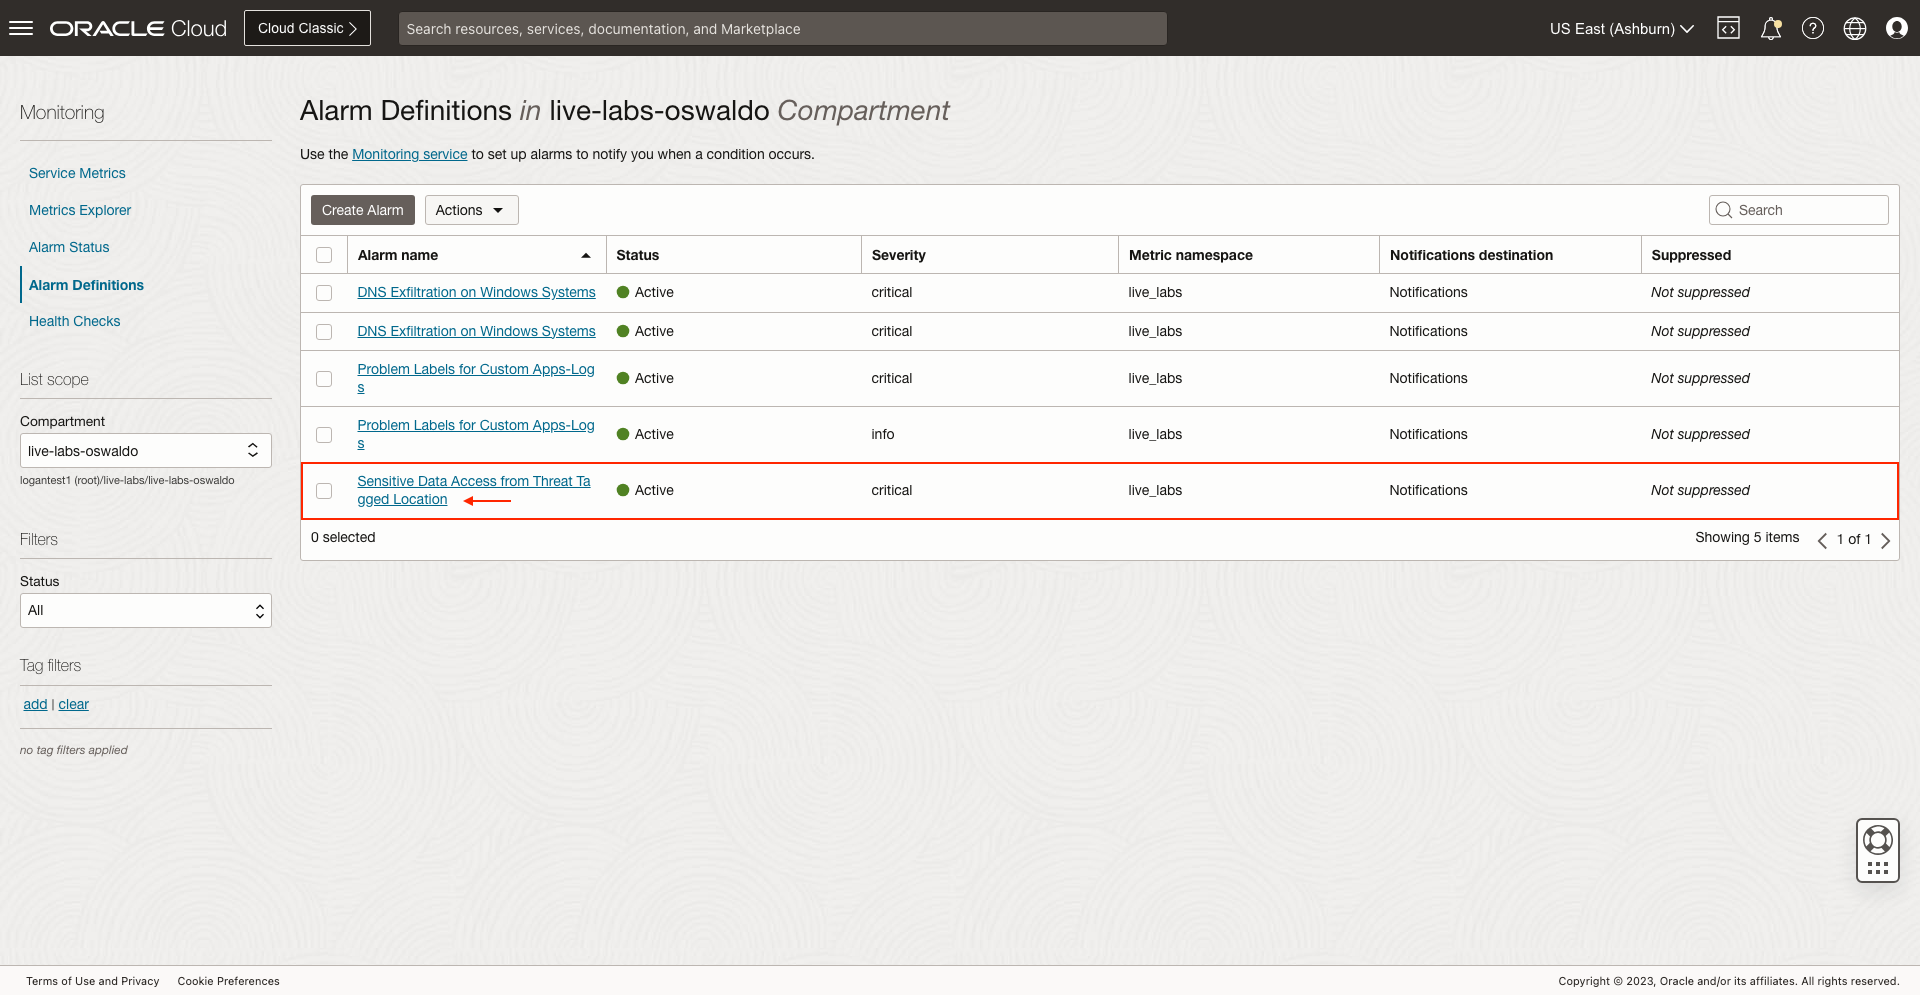 ORACLE Cloud
Cloud Classic
Search resources, services, documentation, and Marketplace
US East (Ashburn)
Monitoring
Service Metrics
Metrics Explorer
Alarm Status
Alarm Definitions
Health Checks
List scope
Compartment
live-labs-oswaldo
logantest1 (root)/live-labs/live-labs-oswaldo
Filters
Status
All
Tag filters
add | clear
no tag filters applied
Alarm Definitions in live-labs-oswaldo Compartment
Use the Monitoring service to set up alarms to notify you when a condition occurs.
Create Alarm Actions Search
Alarm name Status Severity Metric namespace Notifications destination Suppressed
DNS Exfiltration on Windows Systems Active critical live_labs Notifications Not suppressed
DNS Exfiltration on Windows Systems Active critical live_labs Notifications Not suppressed
Problem Labels for Custom Apps-Log
s
Active critical live_labs Notifications Not suppressed
Problem Labels for Custom Apps-Log
s
Active info live_labs Notifications Not suppressed
Sensitive Data Access from Threat Ta
gged Location
Active critical live_labs Notifications Not suppressed
0 selected Showing 5 items 1 of 1
Terms of Use and Privacy Cookie Preferences
Copyright © 2023, Oracle and/or its affiliates. All rights reserved.